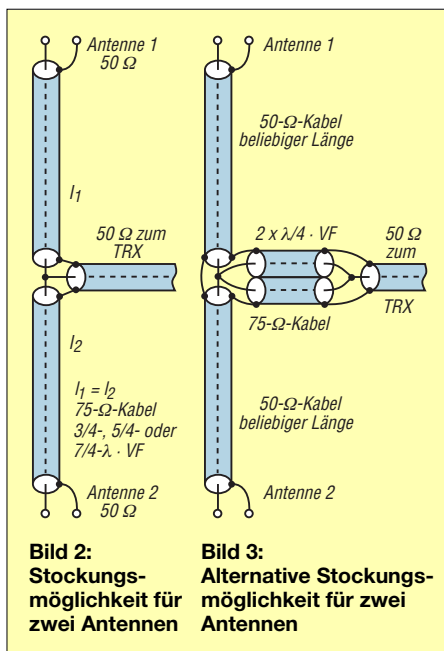 Antenne 1
50 Ω
l1
50 Ω zum
TRX
l2
l1 = l2
75-Ω-Kabel
3/4-, 5/4- oder
7/4-λ · VF
Antenne 2
50 Ω
Bild 2:
Stockungs-
möglichkeit für
zwei Antennen
Antenne 1
50-Ω-Kabel
beliebiger Länge
2 x λ/4 · VF
50 Ω
zum
TRX
75-Ω-Kabel
50-Ω-Kabel
beliebiger Länge
Antenne 2
Bild 3:
Alternative Stockungs-
möglichkeit für zwei
Antennen